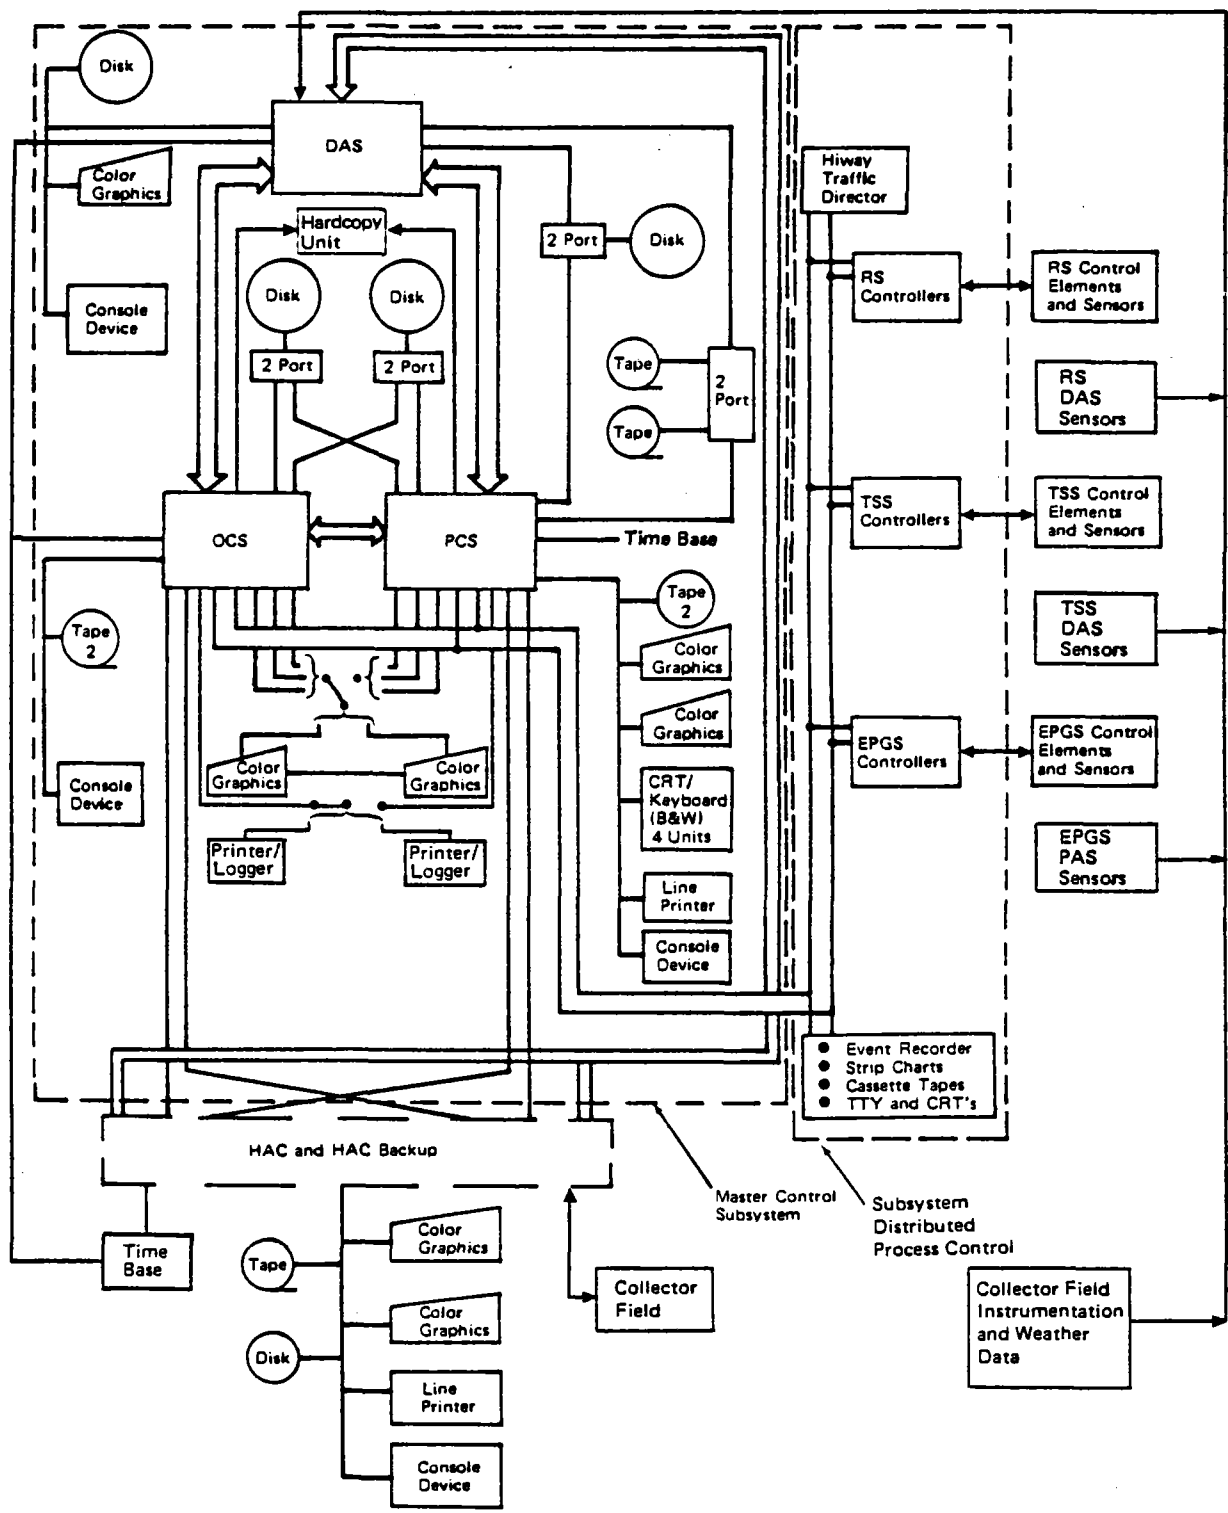 Disk
DAS
Color
Graphics
Hiway
Traffic
Director
Hardcopy
Unit
2 Port
Disk
Console
Device
Disk
Disk
2 Port
2 Port
RS
Controllers
RS Control
Elements
and Sensors
Tape
Tape
2
Port
RS
DAS
Sensors
OCS
PCS
Time Base
TSS
Controllers
TSS Control
Elements
and Sensors
Tape
2
Tape
2
Color
Graphics
Color
Graphics
TSS
DAS
Sensors
Console
Device
Color
Graphics
Color
Graphics
CRT/
Keyboard
(B&W)
4 Units
EPGS
Controllers
EPGS Control
Elements
and Sensors
Printer/
Logger
Printer/
Logger
Line
Printer
Console
Device
EPGS
PAS
Sensors
● Event Recorder
● Strip Charts
● Cassette Tapes
● TTY and CRT's
HAC and HAC Backup
Master Control
Subsystem
Subsystem
Distributed
Process Control
Time
Base
Tape
Color
Graphics
Color
Graphics
Disk
Line
Printer
Console
Device
Collector
Field
Collector Field
Instrumentation
and Weather
Data